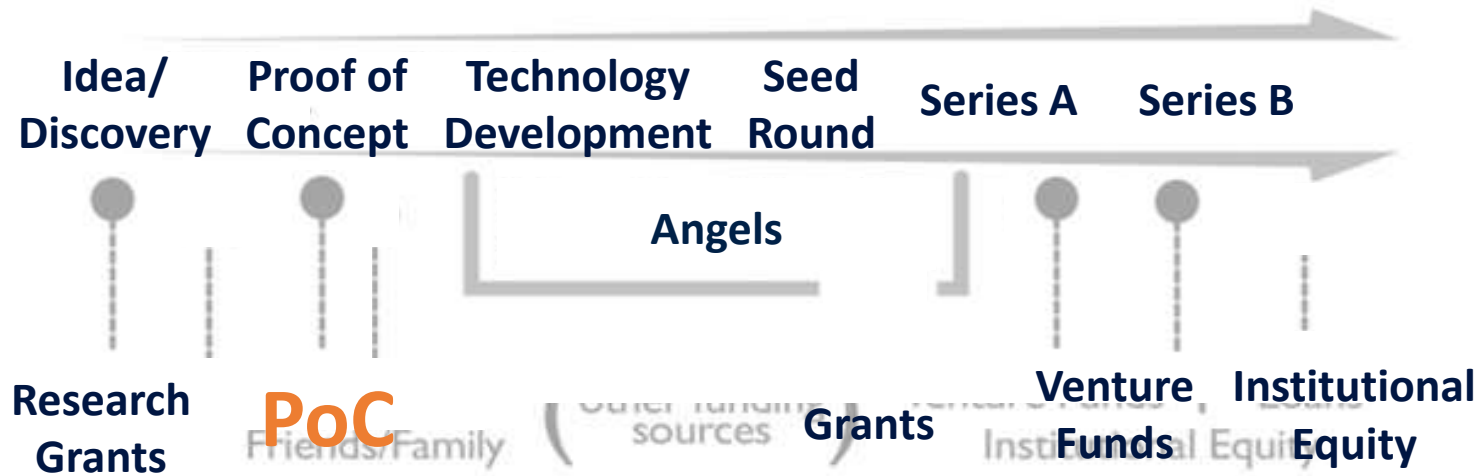 Idea/
Discovery
Proof of
Concept
Technology
Development
Seed
Round
Series A
Series B
Angels
Research
Grants
PoC
Friends/Family
( other funding
sources )
Grants
Venture
Funds
Institutional
Equity